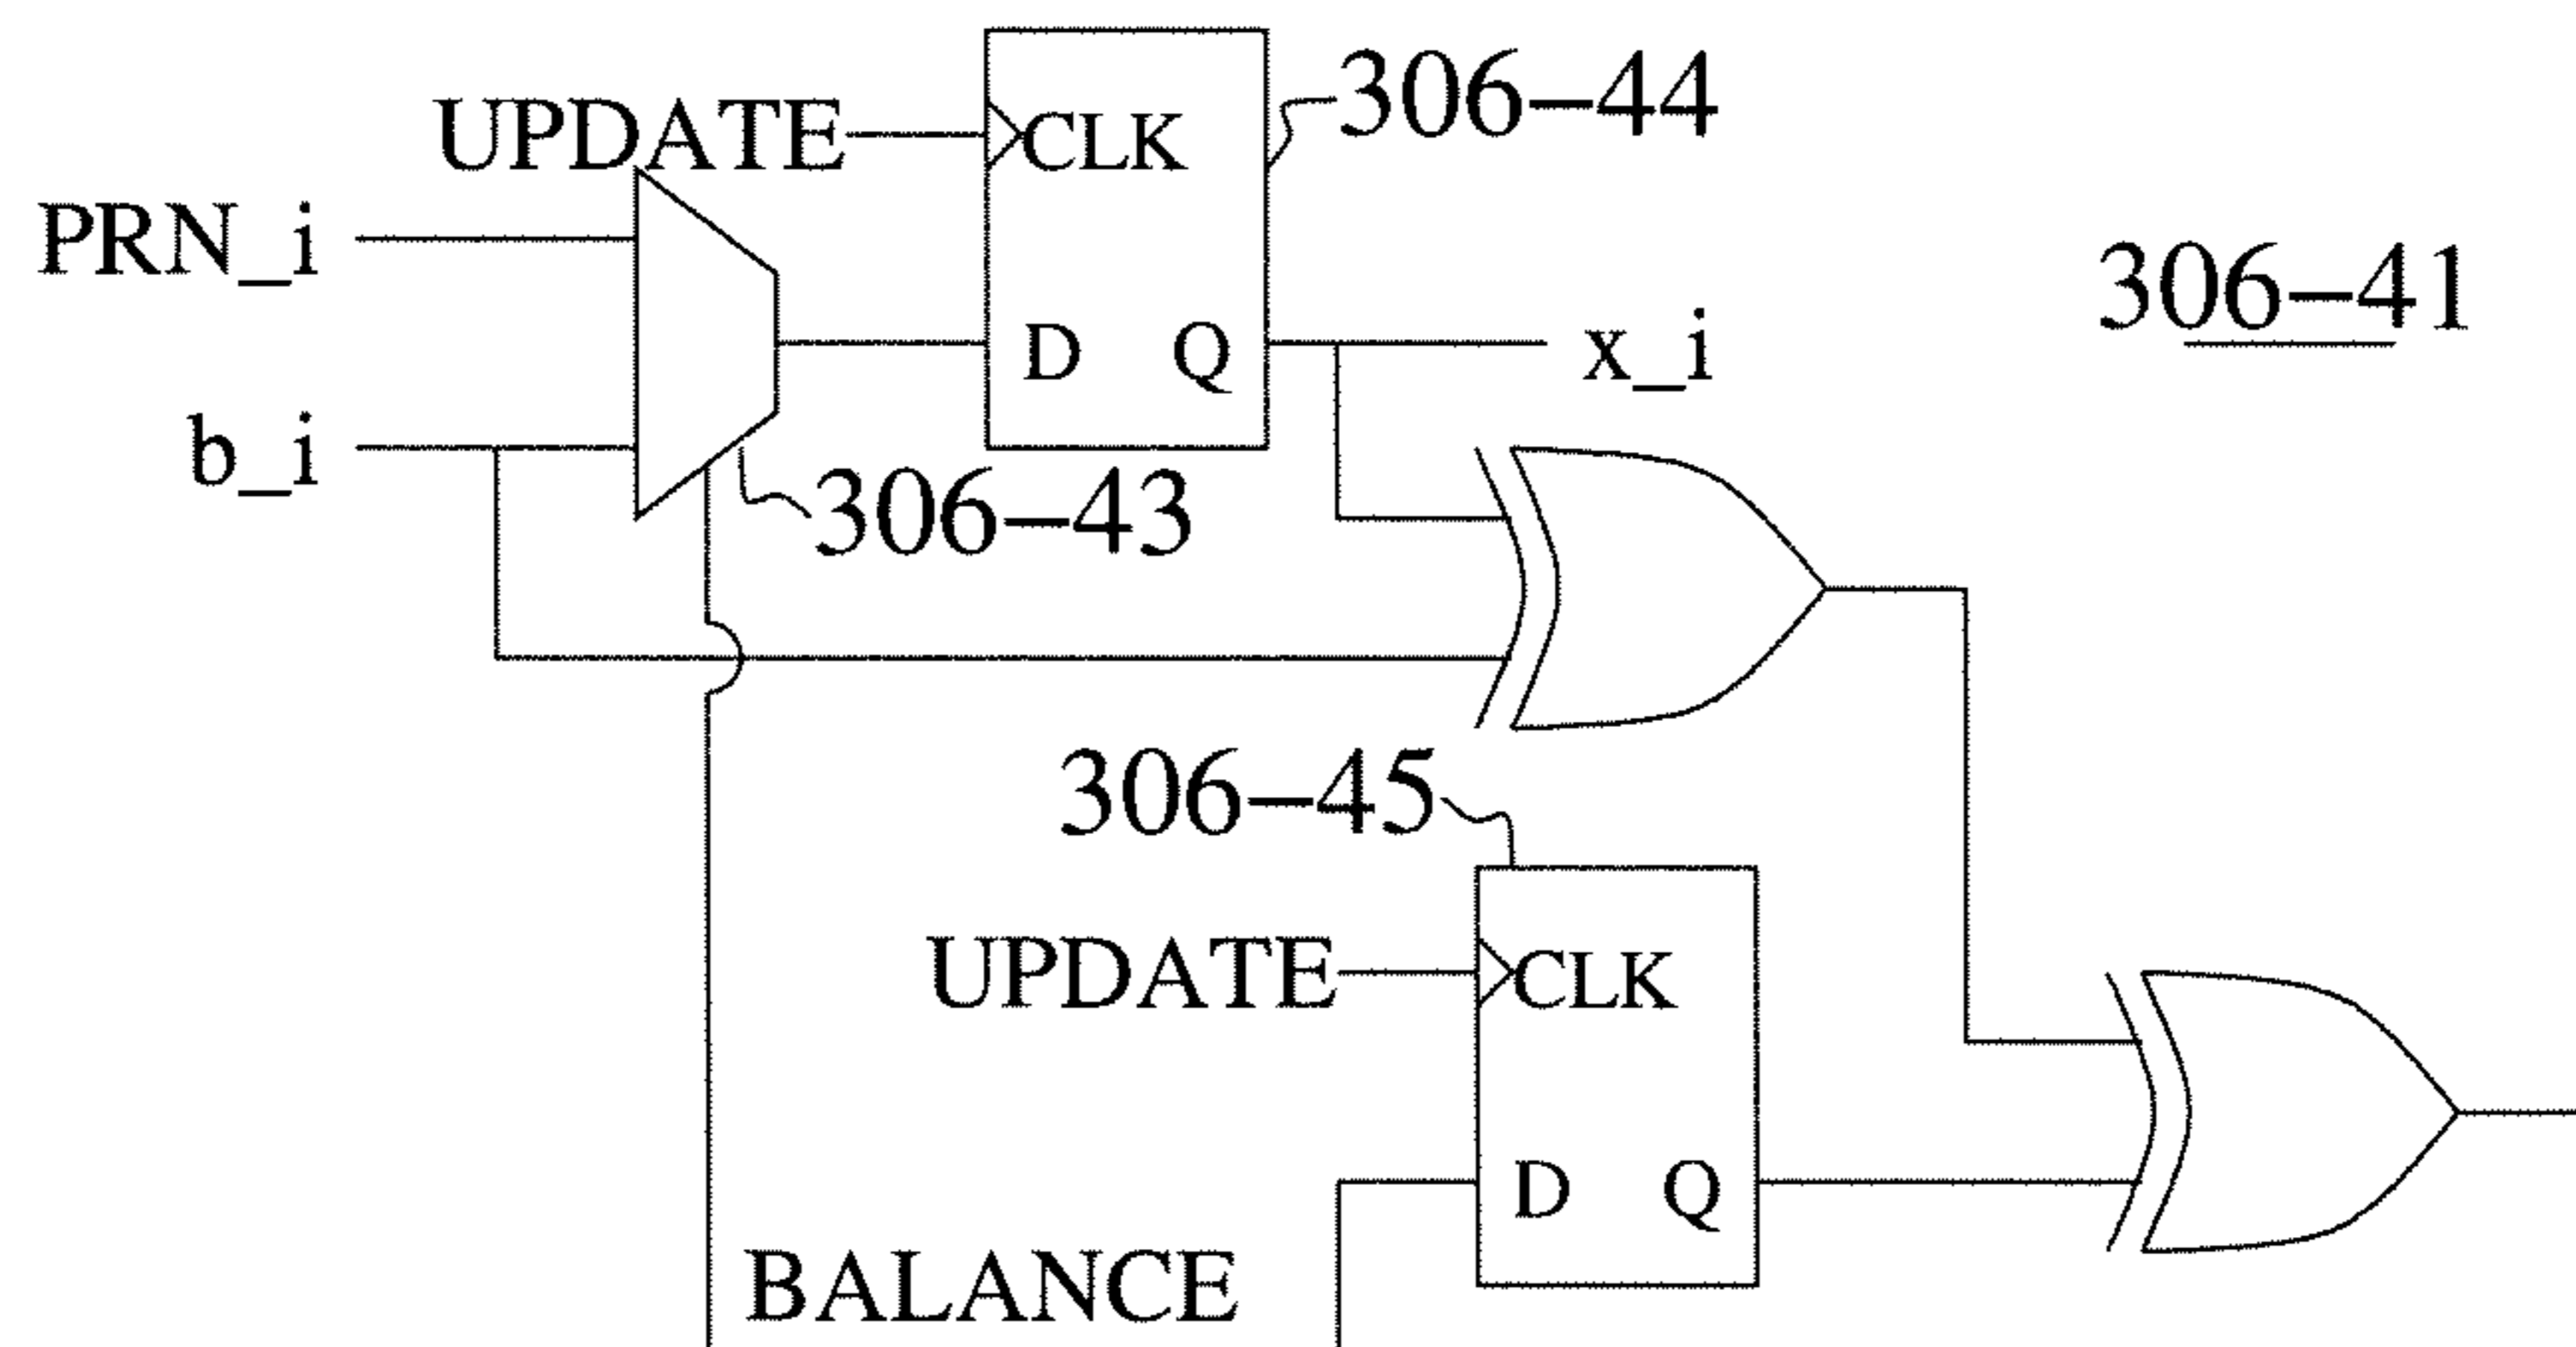 UPDATE CLK 306–44
PRN_i
306–41
D Q x_i
b_i
306–43
306–45
UPDATE CLK
D Q
BALANCE